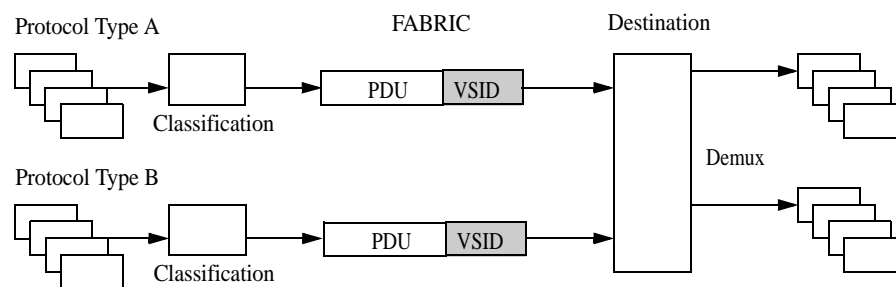 Protocol Type A
FABRIC
Destination
PDU
VSID
Classification
Demux
Protocol Type B
PDU
VSID
Classification